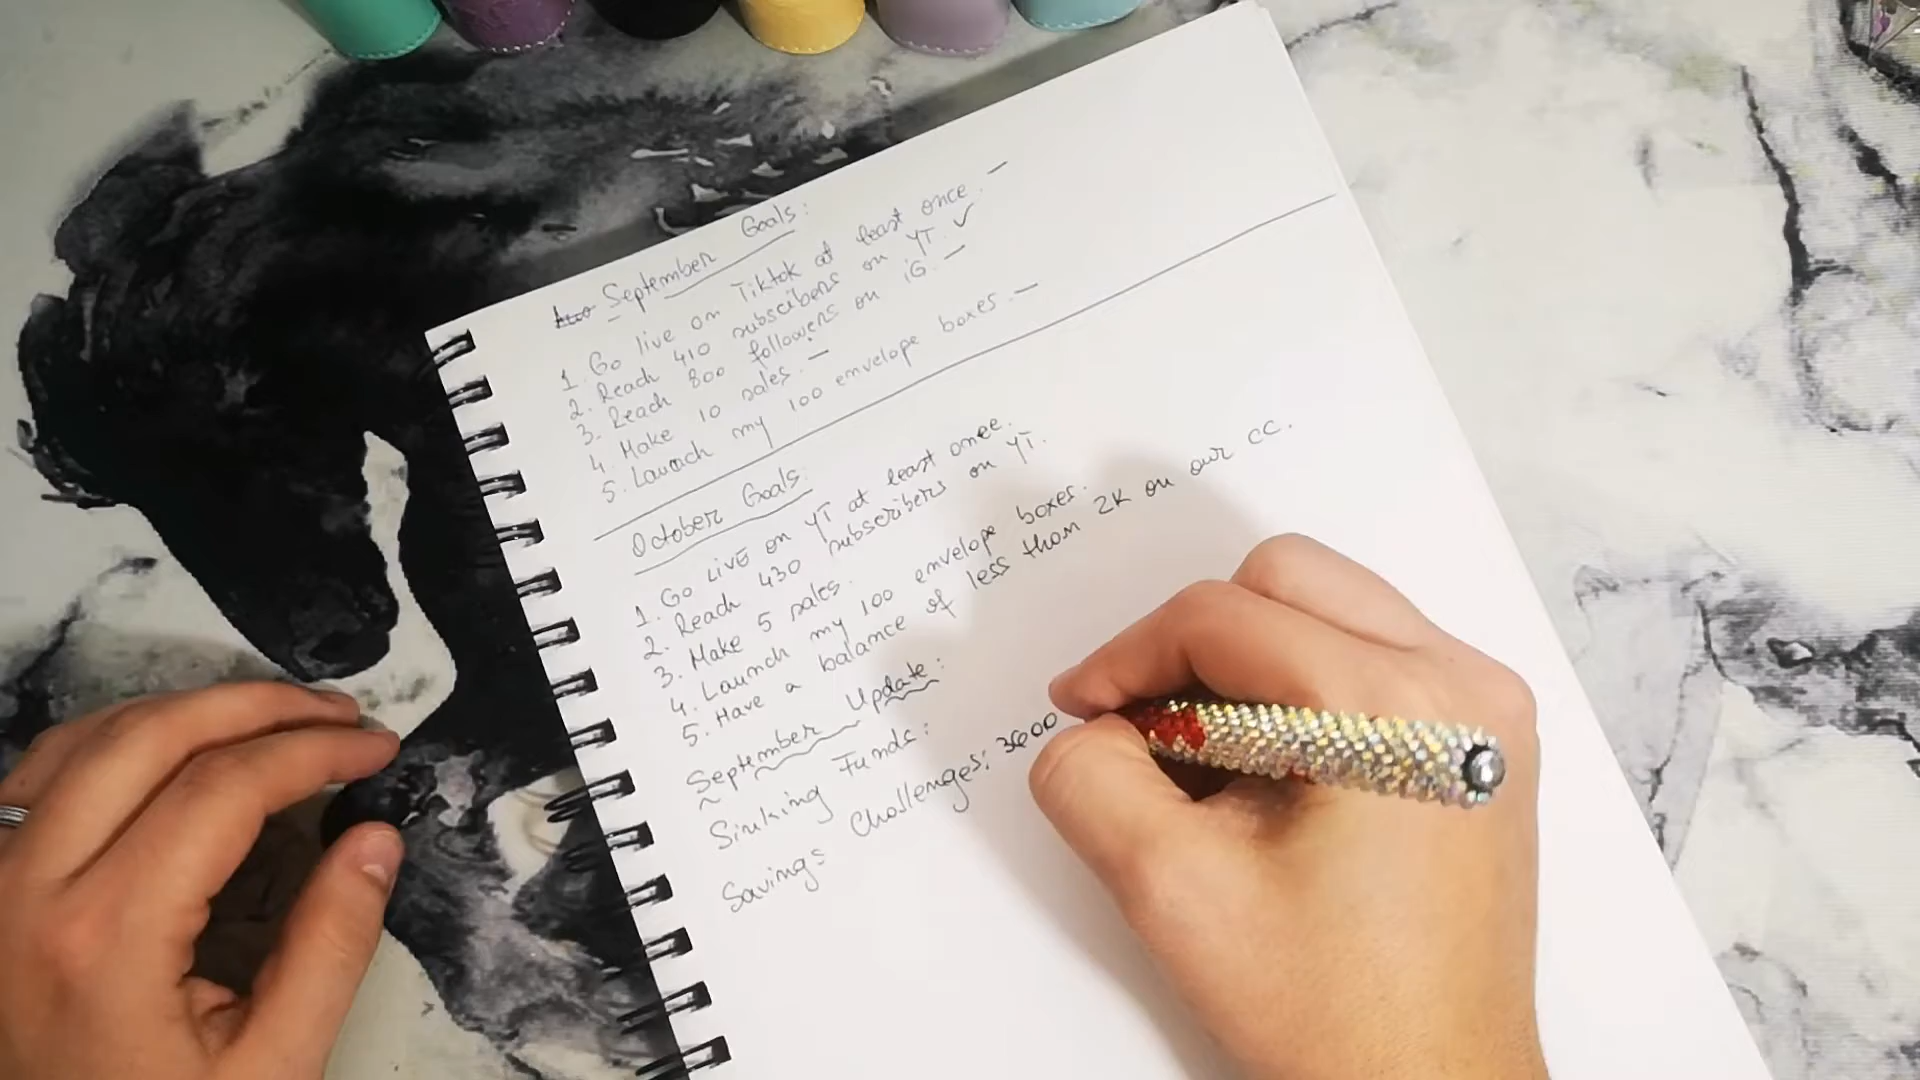 September Goals:
1. Go live on Tiktok at least once. —
2. Reach 410 subscibers on YT. ✓
3. Reach 800 followers on iG. —
4. Make 10 sales. —
5. Launch my 100 envelope boxes. —
October Goals:
1. Go LiVE on YT at least once.
2. Reach 430 subscribers on YT.
3. Make 5 sales.
4. Launch my 100 envelope boxes.
5. Have a balance of less than 2K on our CC.
September Update:
Sinking Funds:
Savings Challenges: